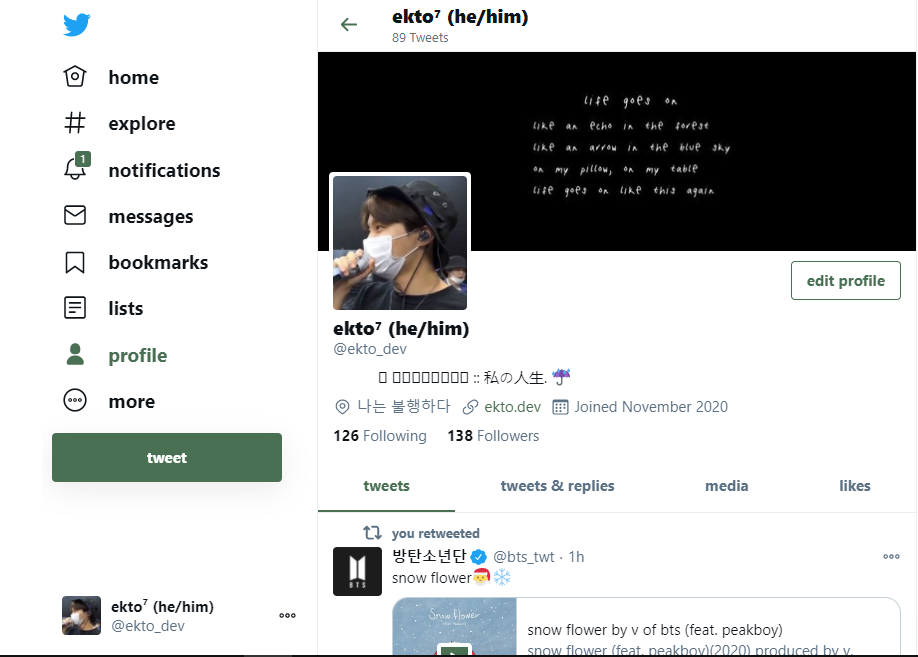 ekto⁷ (he/him)
89 Tweets
home
explore
1
notifications
messages
bookmarks
lists
profile
more
tweet
life goes on
like an echo in the forest
like an arrow in the blue sky
on my pillow, on my table
life goes on like this again
edit profile
ekto⁷ (he/him)
@ekto_dev
:: 私の人生. ☔
나는 불행하다 ekto.dev Joined November 2020
126 Following 138 Followers
tweets tweets & replies media likes
you retweeted
방탄소년단 @bts_twt · 1h
snow flower🎅❄️
BTS
Snow flower
(feat. Peakboy)
snow flower by v of bts (feat. peakboy)
snow flower (feat. peakboy)(2020) produced by v,
ekto⁷ (he/him)
@ekto_dev